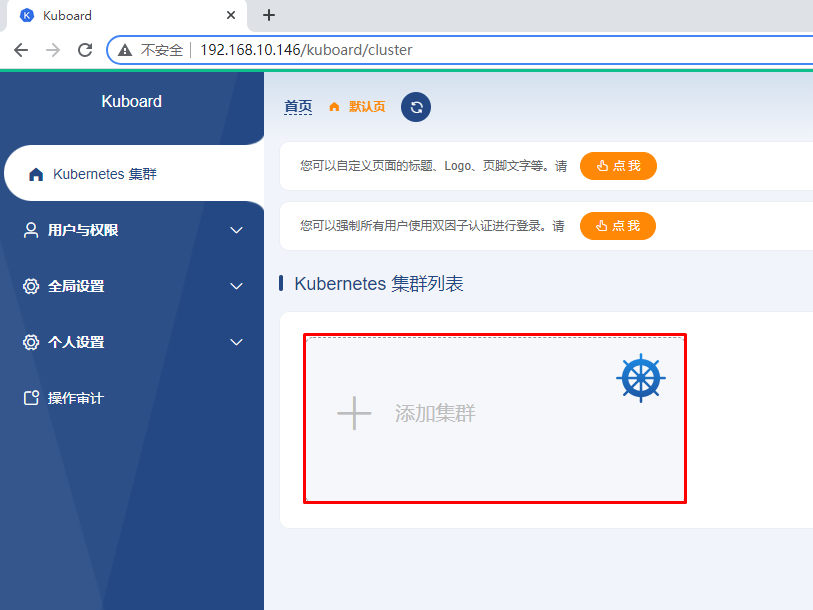 Kuboard
不安全
192.168.10.146/kuboard/cluster
Kuboard
Kubernetes 集群
用户与权限
全局设置
个人设置
操作审计
首页 默认页
您可以自定义页面的标题、Logo、页脚文字等。请 点 我
您可以强制所有用户使用双因子认证进行登录。请 点 我
Kubernetes 集群列表
添加集群